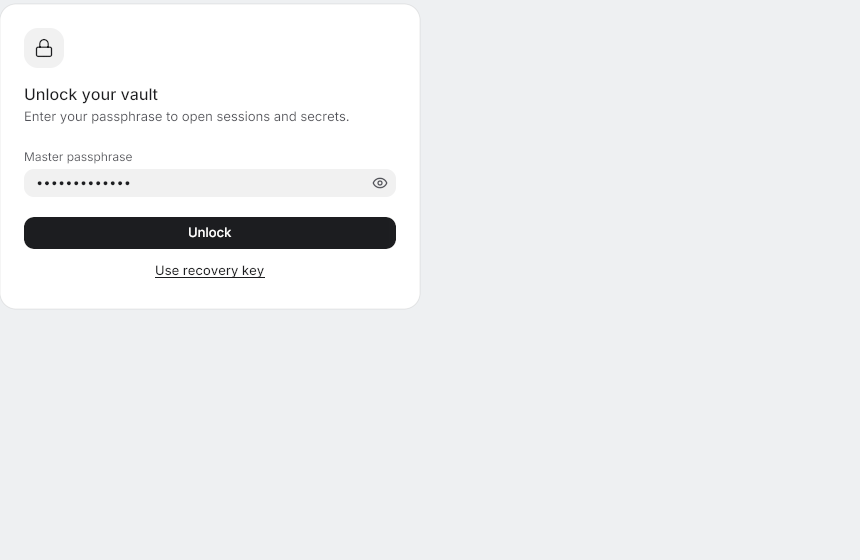 Unlock your vault
Enter your passphrase to open sessions and secrets.
Master passphrase
•••••••••••••
Unlock
Use recovery key